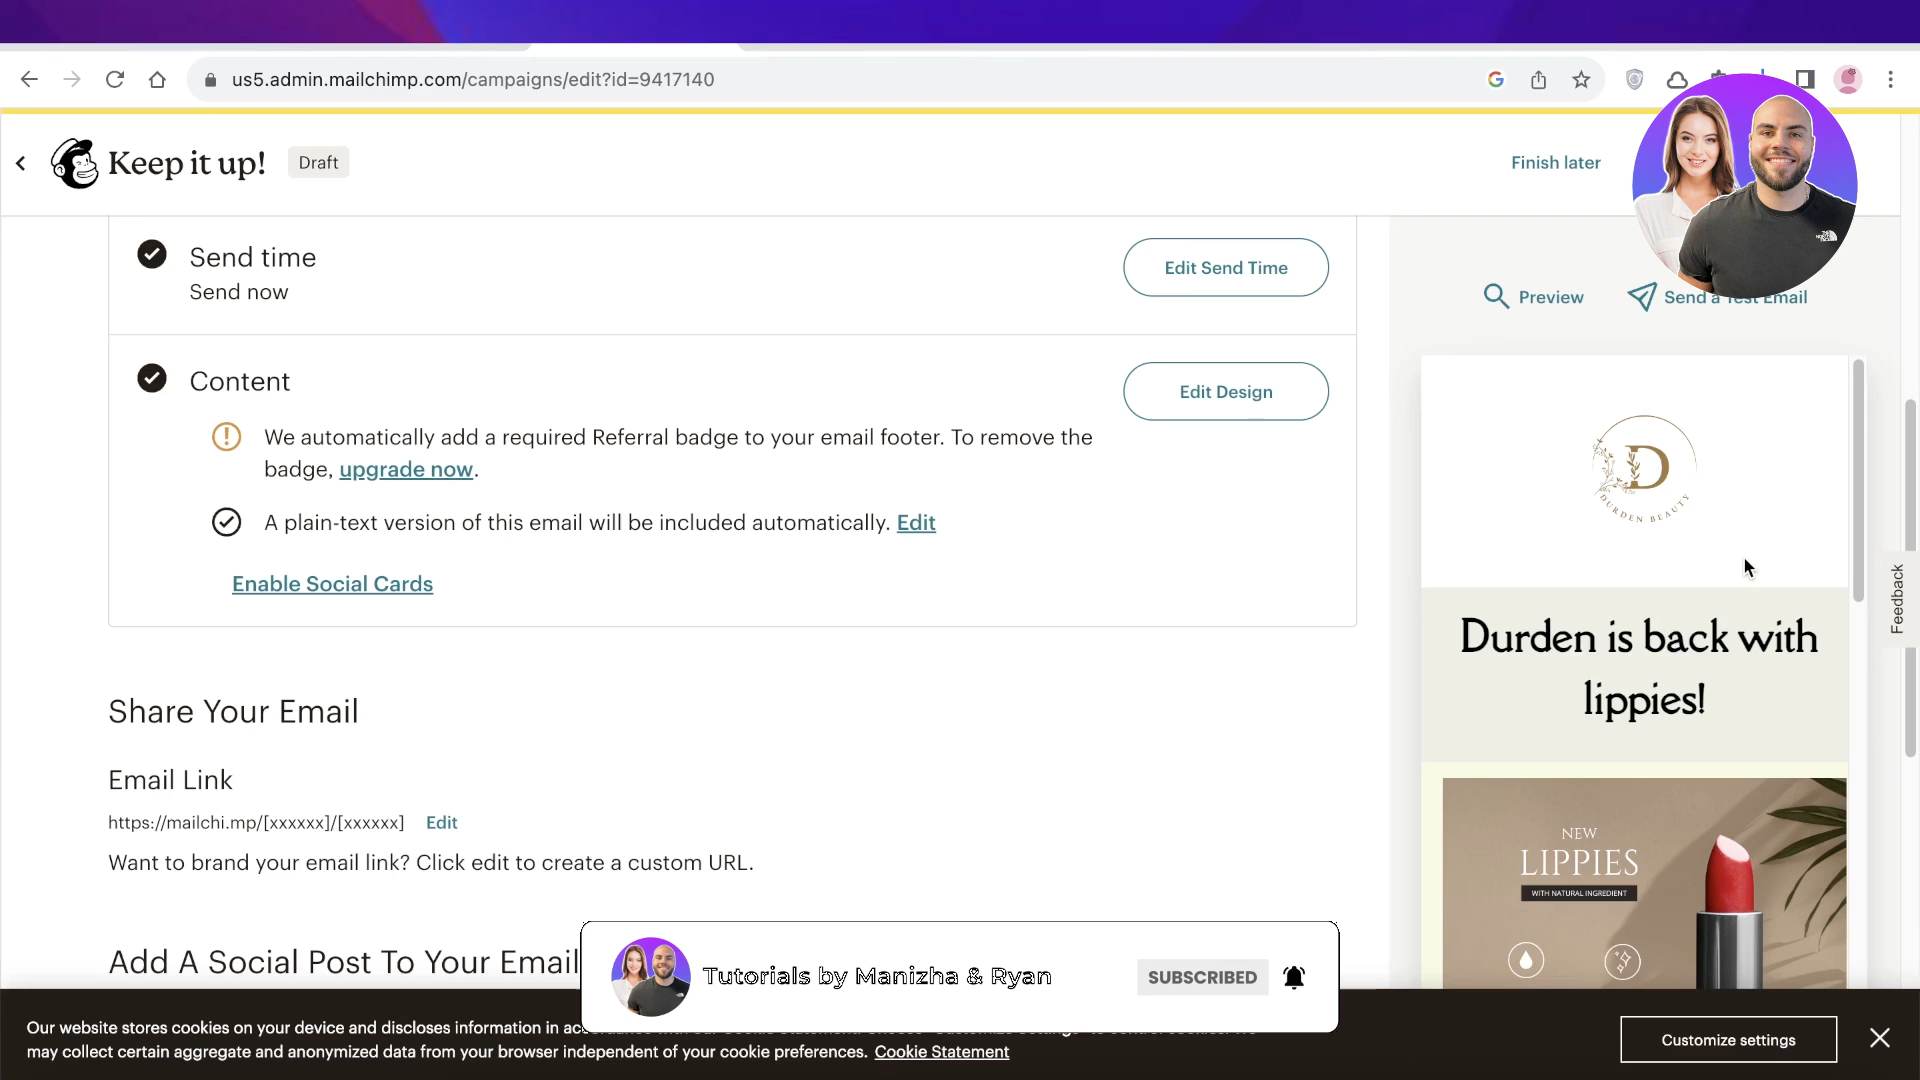 us5.admin.mailchimp.com/campaigns/edit?id=9417140
Keep it up!
Draft
Finish later
Send time
Send now
Edit Send Time
Preview
Send a Test Email
Content
Edit Design
We automatically add a required Referral badge to your email footer. To remove the
badge, upgrade now.
A plain-text version of this email will be included automatically. Edit
Enable Social Cards
DURDEN BEAUTY
D
Durden is back with
lippies!
Feedback
NEW
LIPPIES
WITH NATURAL INGREDIENT
Share Your Email
Email Link
https://mailchi.mp/[xxxxxx]/[xxxxxx] Edit
Want to brand your email link? Click edit to create a custom URL.
Add A Social Post To Your Email
Tutorials by Manizha & Ryan
SUBSCRIBED
Our website stores cookies on your device and discloses information in
may collect certain aggregate and anonymized data from your browser independent of your cookie preferences. Cookie Statement
Customize settings